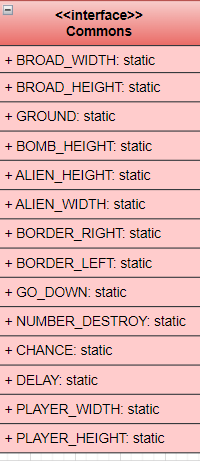 <<interface>>
Commons
+ BROAD_WIDTH: static
+ BROAD_HEIGHT: static
+ GROUND: static
+ BOMB_HEIGHT: static
+ ALIEN_HEIGHT: static
+ ALIEN_WIDTH: static
+ BORDER_RIGHT: static
+ BORDER_LEFT: static
+ GO_DOWN: static
+ NUMBER_DESTROY: static
+ CHANCE: static
+ DELAY: static
+ PLAYER_WIDTH: static
+ PLAYER_HEIGHT: static